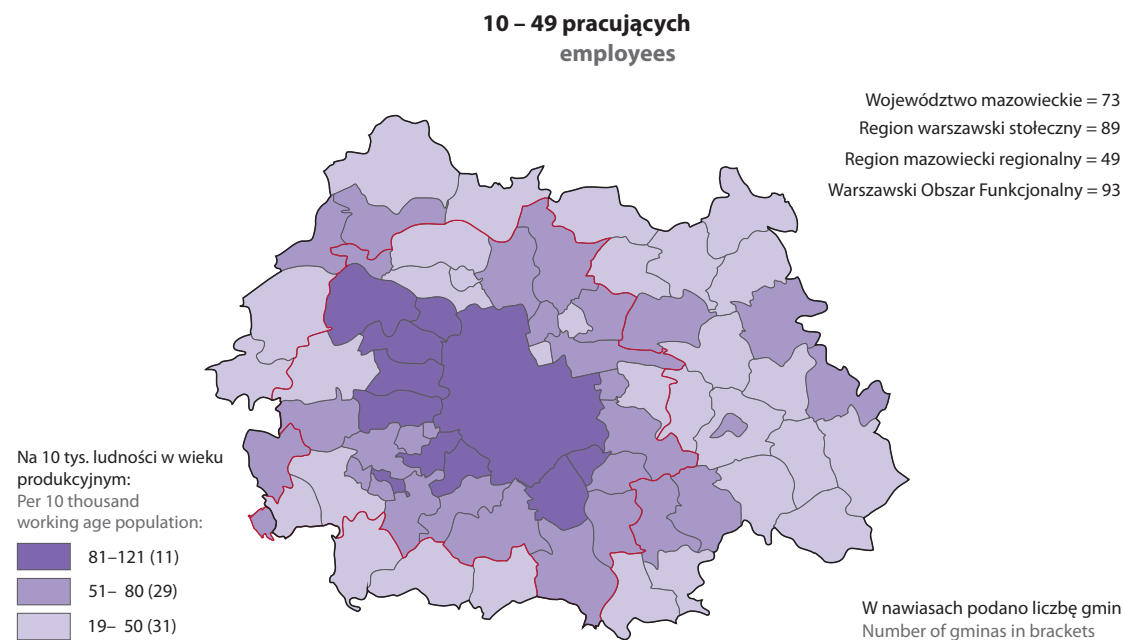 10 – 49 pracujących
employees
Województwo mazowieckie = 73
Region warszawski stołeczny = 89
Region mazowiecki regionalny = 49
Warszawski Obszar Funkcjonalny = 93
Na 10 tys. ludności w wieku
produkcyjnym:
Per 10 thousand
working age population:
81–121 (11)
51– 80 (29)
19– 50 (31)
W nawiasach podano liczbę gmin
Number of gminas in brackets